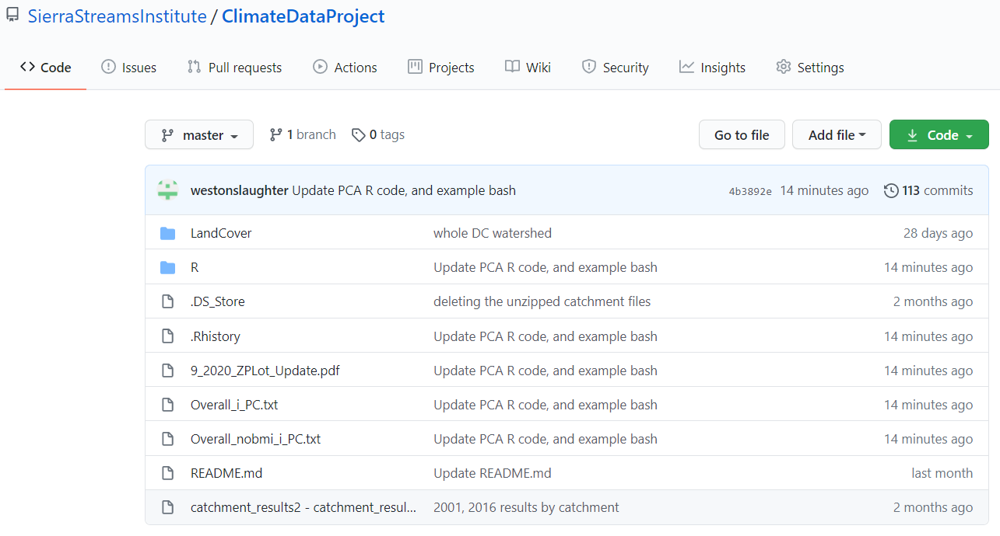 SierraStreamsInstitute / ClimateDataProject
Code Issues Pull requests Actions Projects Wiki Security Insights Settings
master 1 branch 0 tags Go to file Add file Code
westonslaughter Update PCA R code, and example bash 4b3892e 14 minutes ago 113 commits
LandCover whole DC watershed 28 days ago
R Update PCA R code, and example bash 14 minutes ago
.DS_Store deleting the unzipped catchment files 2 months ago
.Rhistory Update PCA R code, and example bash 14 minutes ago
9_2020_ZPLot_Update.pdf Update PCA R code, and example bash 14 minutes ago
Overall_i_PC.txt Update PCA R code, and example bash 14 minutes ago
Overall_nobmi_i_PC.txt Update PCA R code, and example bash 14 minutes ago
README.md Update README.md last month
catchment_results2 - catchment_resul... 2001, 2016 results by catchment 2 months ago